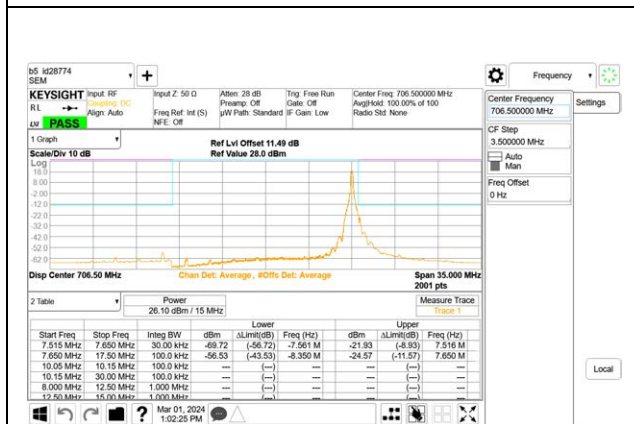 b5 id28774
SEM
Frequency
KEYSIGHT
RL
LXI PASS
Input: RF
Coupling: DC
Align: Auto
Input Z: 50 Ω
Freq Ref: Int (S)
NFE: Off
Atten: 28 dB
Preamp: Off
µW Path: Standard
Trig: Free Run
Gate: Off
IF Gain: Low
Center Freq: 706.500000 MHz
Avg|Hold: 100.00% of 100
Radio Std: None
Center Frequency
706.500000 MHz
Settings
CF Step
3.500000 MHz
Auto
Man
Freq Offset
0 Hz
1 Graph
Scale/Div 10 dB
Ref Lvl Offset 11.49 dB
Ref Value 28.0 dBm
Log
18.0
8.00
-2.00
-12.0
-22.0
-32.0
-42.0
-52.0
-62.0
Disp Center 706.50 MHz
Chan Det: Average , #Offs Det: Average
Span 35.000 MHz
2001 pts
2 Table
Power
26.10 dBm / 15 MHz
Measure Trace
Trace 1
Lower Upper
Start Freq Stop Freq Integ BW dBm ΔLimit(dB) Freq (Hz) dBm ΔLimit(dB) Freq (Hz)
7.515 MHz 7.650 MHz 30.00 kHz -69.72 (-56.72) -7.561 M -21.93 (-8.93) 7.516 M
7.650 MHz 17.50 MHz 100.0 kHz -56.53 (-43.53) -8.350 M -24.57 (-11.57) 7.650 M
10.05 MHz 10.15 MHz 100.0 kHz --- (---) --- --- (---) ---
10.15 MHz 30.00 MHz 100.0 kHz --- (---) --- --- (---) ---
8.000 MHz 12.50 MHz 1.000 MHz --- (---) --- --- (---) ---
12.50 MHz 15.00 MHz 1.000 MHz --- (---) --- --- (---) ---
Local
Mar 01, 2024
1:02:25 PM